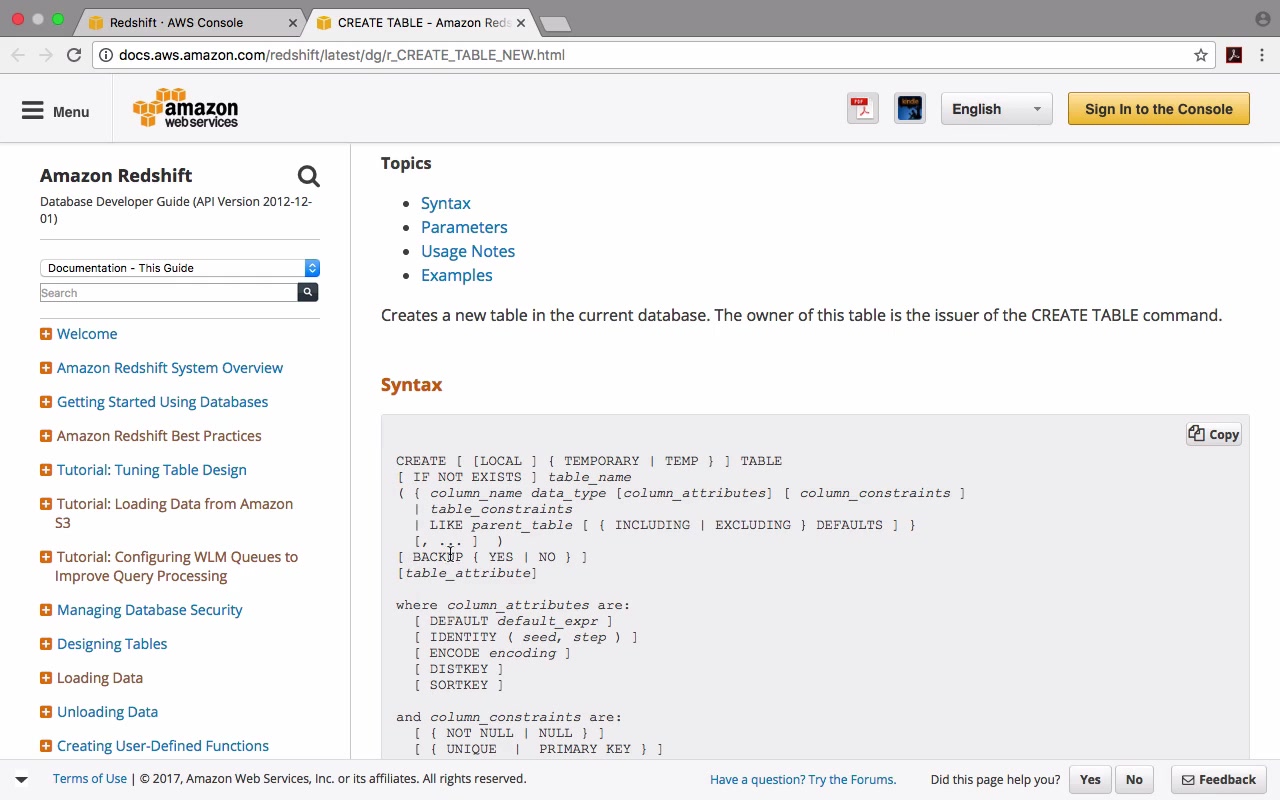 Redshift · AWS Console
CREATE TABLE - Amazon Reds
docs.aws.amazon.com/redshift/latest/dg/r_CREATE_TABLE_NEW.html
Menu
amazon
web services
PDF
kindle
English
Sign In to the Console
Amazon Redshift
Database Developer Guide (API Version 2012-12-
01)
Documentation - This Guide
Search
Welcome
Amazon Redshift System Overview
Getting Started Using Databases
Amazon Redshift Best Practices
Tutorial: Tuning Table Design
Tutorial: Loading Data from Amazon
S3
Tutorial: Configuring WLM Queues to
Improve Query Processing
Managing Database Security
Designing Tables
Loading Data
Unloading Data
Creating User-Defined Functions
Topics
Syntax
Parameters
Usage Notes
Examples
Creates a new table in the current database. The owner of this table is the issuer of the CREATE TABLE command.
Syntax
Copy
CREATE [ [LOCAL ] { TEMPORARY | TEMP } ] TABLE
[ IF NOT EXISTS ] table_name
( { column_name data_type [column_attributes] [ column_constraints ]
| table_constraints
| LIKE parent_table [ { INCLUDING | EXCLUDING } DEFAULTS ] }
[, ... ] )
[ BACKUP { YES | NO } ]
[table_attribute]
where column_attributes are:
[ DEFAULT default_expr ]
[ IDENTITY ( seed, step ) ]
[ ENCODE encoding ]
[ DISTKEY ]
[ SORTKEY ]
and column_constraints are:
[ { NOT NULL | NULL } ]
[ { UNIQUE | PRIMARY KEY } ]
Terms of Use | © 2017, Amazon Web Services, Inc. or its affiliates. All rights reserved.
Have a question? Try the Forums.
Did this page help you?
Yes
No
Feedback